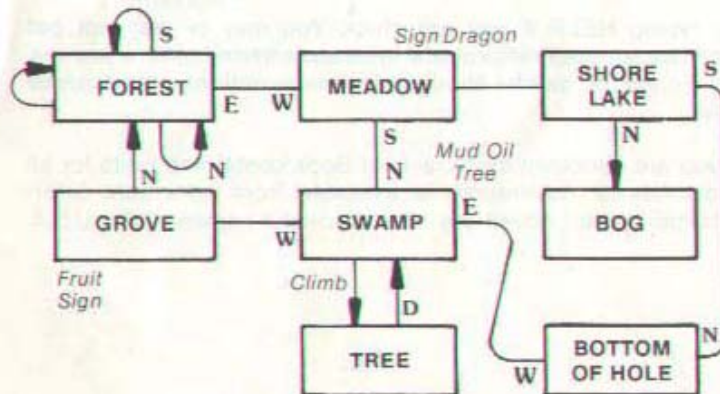 Sign Dragon
S
FOREST
E
W
MEADOW
SHORE
LAKE
S
S
N
N
N
Mud Oil
Tree
N
GROVE
W
SWAMP
E
BOG
Fruit
Sign
Climb
D
TREE
W
BOTTOM
OF HOLE
N